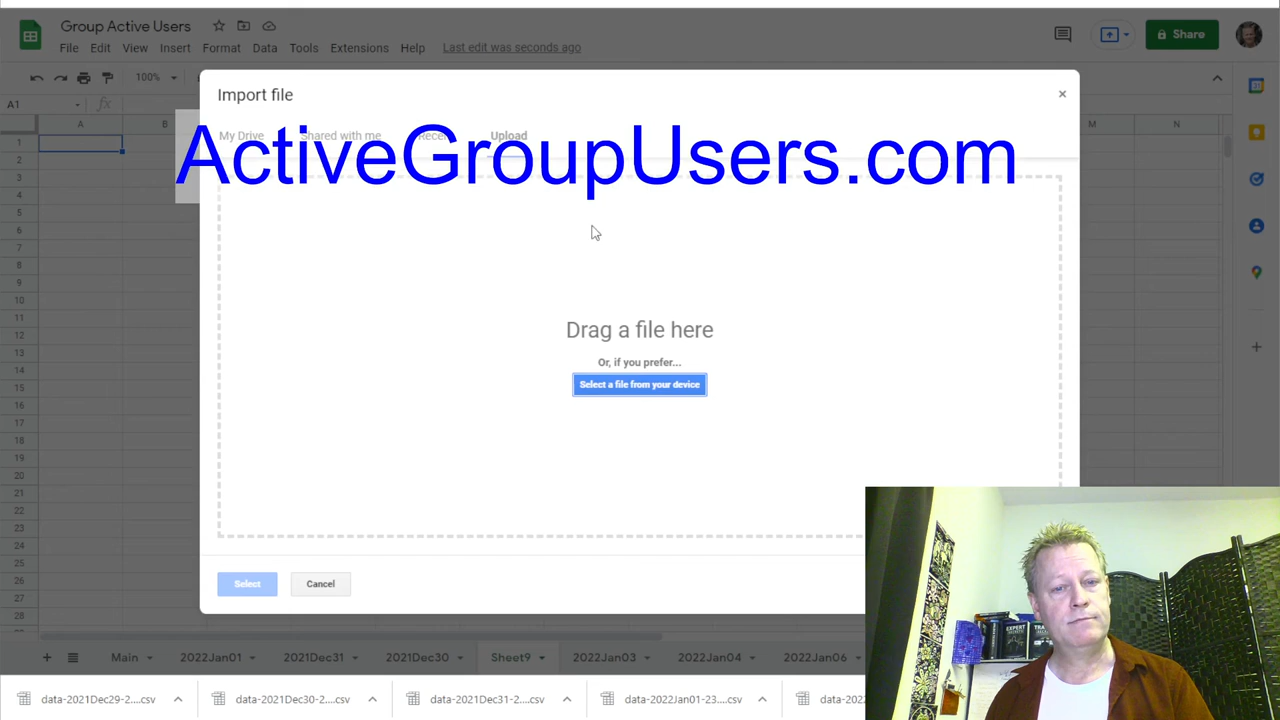 Group Active Users
File Edit View Insert Format Data Tools Extensions Help Last edit was seconds ago
Share
100%
A1
fx
A B M N
Import file
×
My Drive Shared with me Recent Upload
ActiveGroupUsers.com
1
2
3
4
5
6
7
8
9
10
11
12
13
14
15
16
17
18
19
20
21
22
23
24
25
26
27
28
Drag a file here
Or, if you prefer...
Select a file from your device
Select Cancel
EXPERT
Main 2022Jan01 2021Dec31 2021Dec30 Sheet9 2022Jan03 2022Jan04 2022Jan06
data-2021Dec29-2....csv data-2021Dec30-2....csv data-2021Dec31-2....csv data-2022Jan01-23....csv